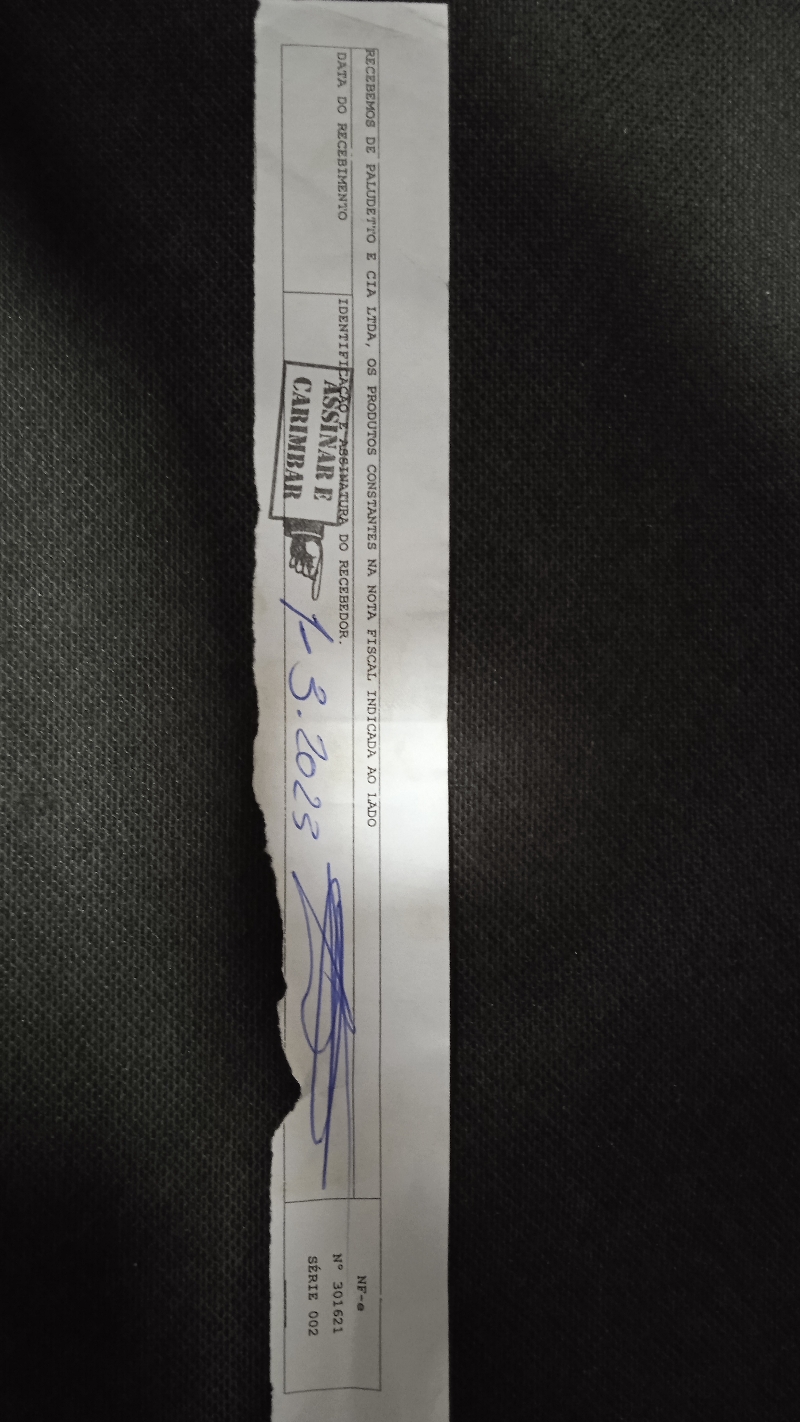 RECEBEMOS DE PALUDETTO E CIA LTDA, OS PRODUTOS CONSTANTES NA NOTA FISCAL INDICADA AO LADO
DATA DO RECEBIMENTO
IDENTIFICAÇÃO E ASSINATURA DO RECEBEDOR.
ASSINAR E
CARIMBAR
1-3.2023
NF-e
Nº 301621
SÉRIE 002